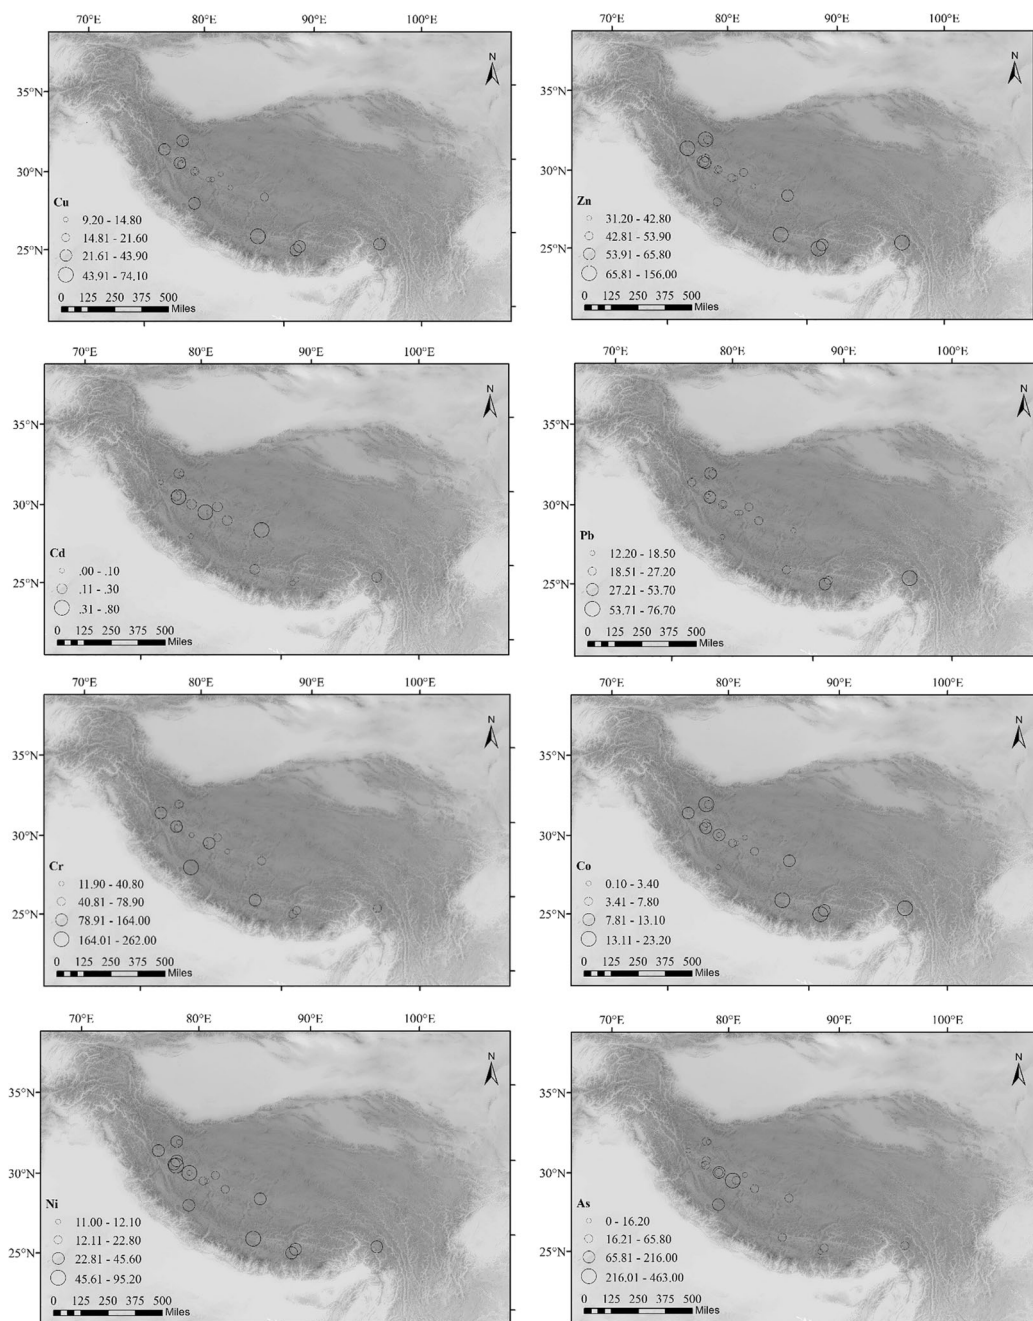 70°E 80°E 90°E 100°E
N
35°N
30°N
25°N
Cu
9.20 - 14.80
14.81 - 21.60
21.61 - 43.90
43.91 - 74.10
0 125 250 375 500
Miles
70°E 80°E 90°E 100°E
N
35°N
30°N
25°N
Zn
31.20 - 42.80
42.81 - 53.90
53.91 - 65.80
65.81 - 156.00
0 125 250 375 500
Miles
70°E 80°E 90°E 100°E
N
35°N
30°N
25°N
Cd
.00 - .10
.11 - .30
.31 - .80
0 125 250 375 500
Miles
70°E 80°E 90°E 100°E
N
35°N
30°N
25°N
Pb
12.20 - 18.50
18.51 - 27.20
27.21 - 53.70
53.71 - 76.70
0 125 250 375 500
Miles
70°E 80°E 90°E 100°E
N
35°N
30°N
25°N
Cr
11.90 - 40.80
40.81 - 78.90
78.91 - 164.00
164.01 - 262.00
0 125 250 375 500
Miles
70°E 80°E 90°E 100°E
N
35°N
30°N
25°N
Co
0.10 - 3.40
3.41 - 7.80
7.81 - 13.10
13.11 - 23.20
0 125 250 375 500
Miles
70°E 80°E 90°E 100°E
N
35°N
30°N
25°N
Ni
11.00 - 12.10
12.11 - 22.80
22.81 - 45.60
45.61 - 95.20
0 125 250 375 500
Miles
70°E 80°E 90°E 100°E
N
35°N
30°N
25°N
As
0 - 16.20
16.21 - 65.80
65.81 - 216.00
216.01 - 463.00
0 125 250 375 500
Miles